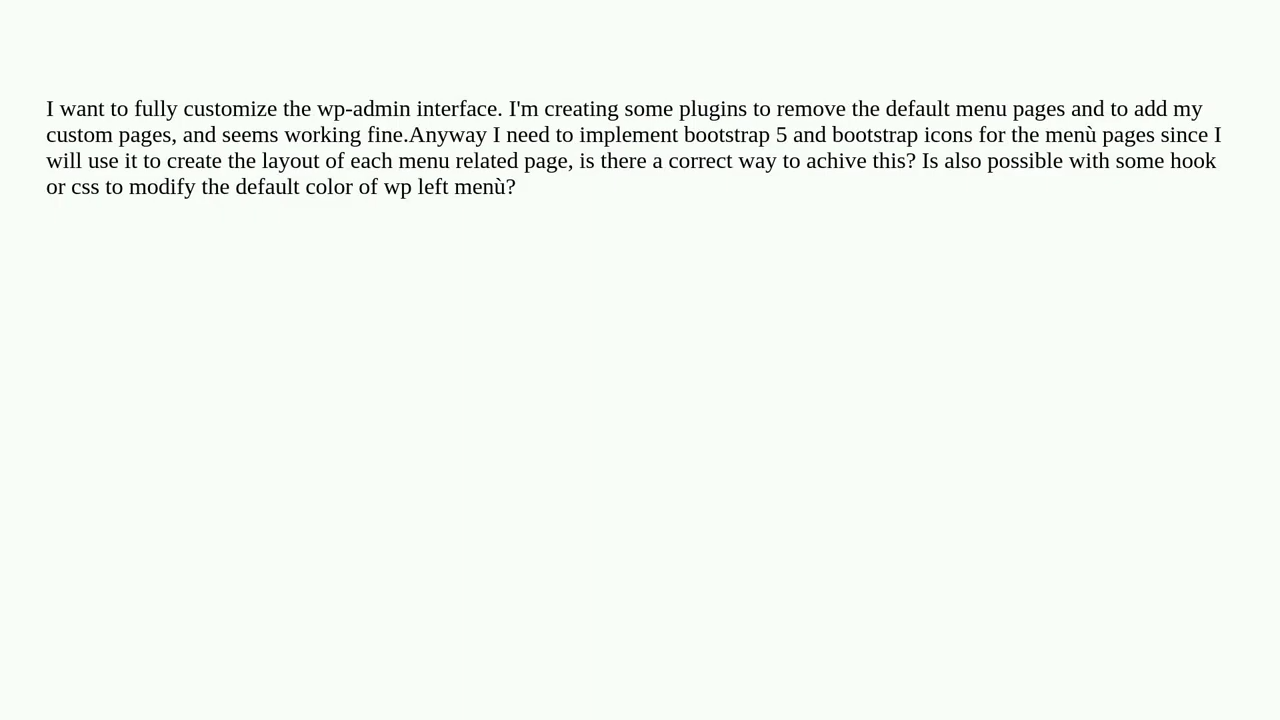 I want to fully customize the wp-admin interface. I'm creating some plugins to remove the default menu pages and to add my
custom pages, and seems working fine.Anyway I need to implement bootstrap 5 and bootstrap icons for the menù pages since I
will use it to create the layout of each menu related page, is there a correct way to achive this? Is also possible with some hook
or css to modify the default color of wp left menù?